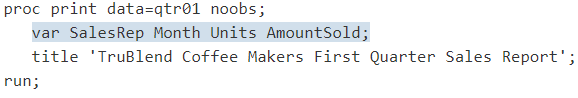 proc print data=qtr01 noobs;
   var SalesRep Month Units AmountSold;
   title 'TruBlend Coffee Makers First Quarter Sales Report';
run;